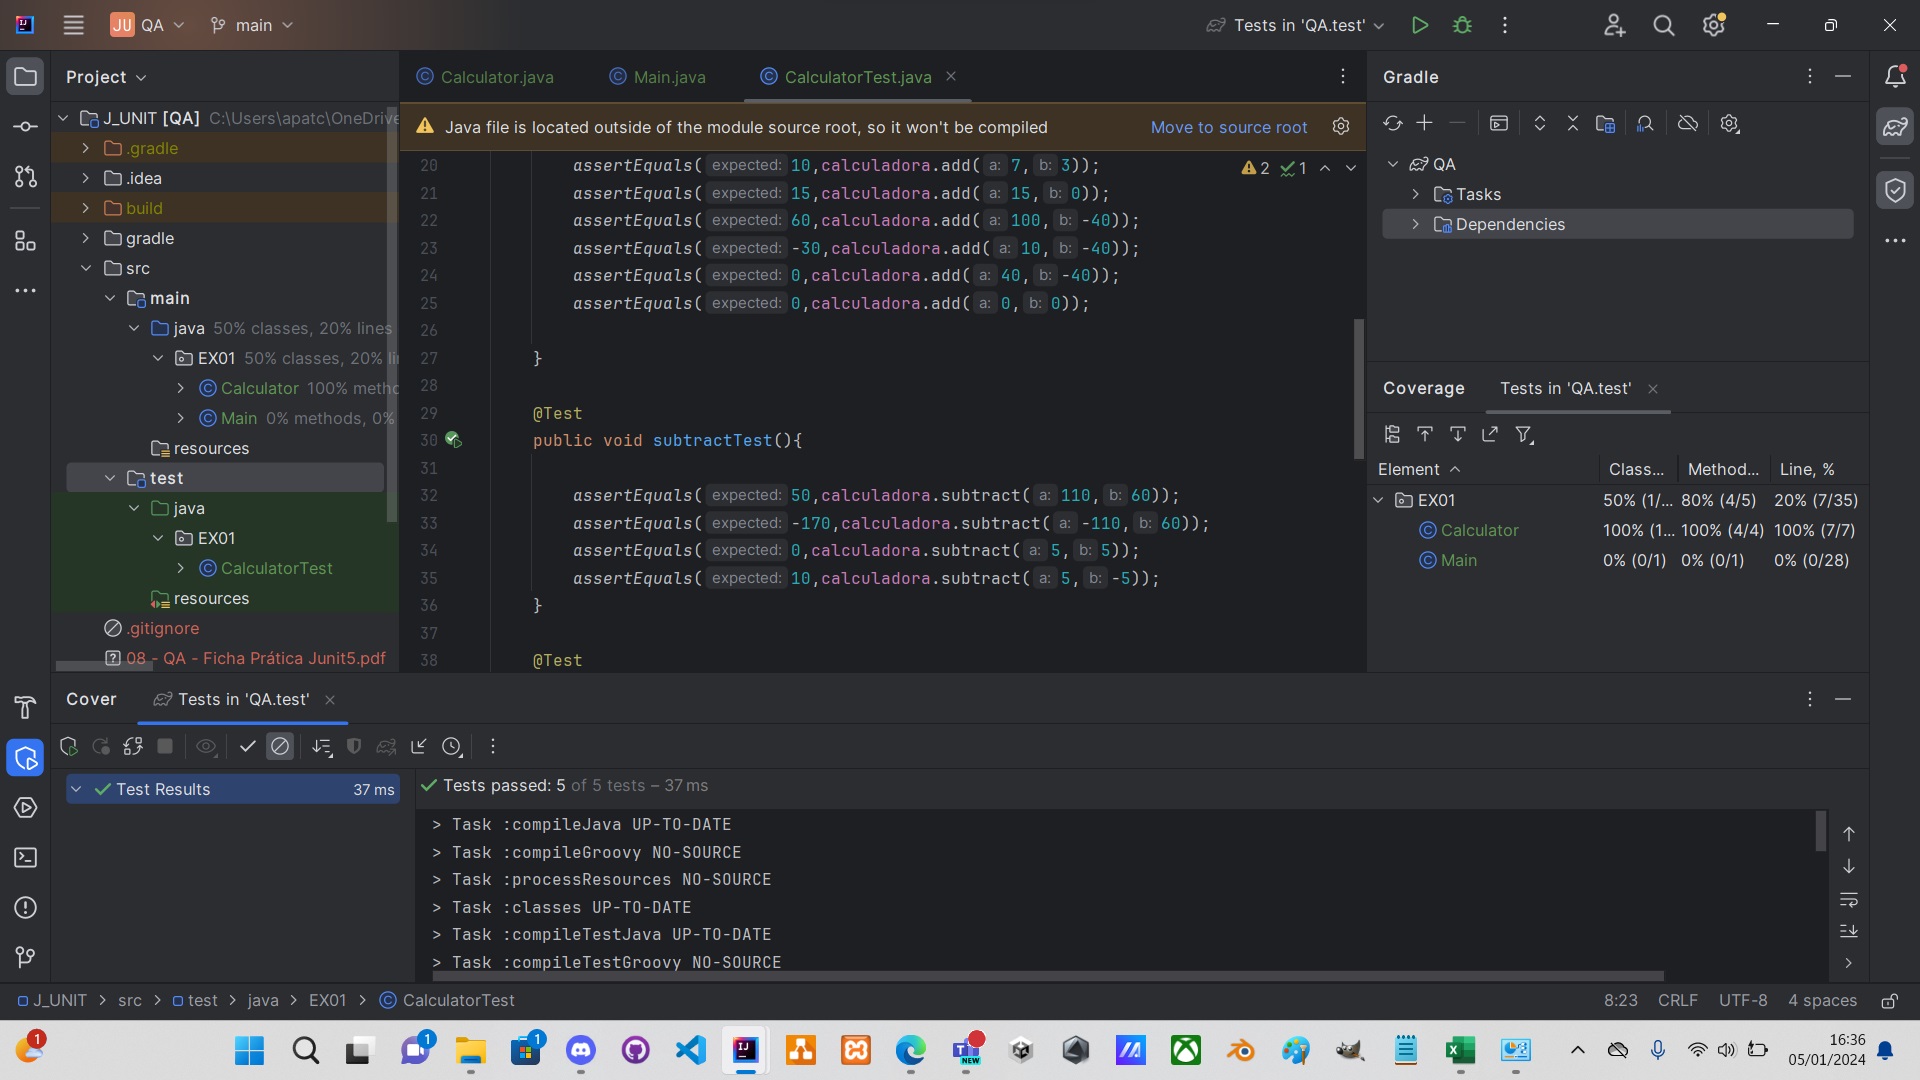 JU QA main Tests in 'QA.test'
Project
Calculator.java Main.java CalculatorTest.java
Gradle
J_UNIT [QA] C:\Users\apatc\OneDrive
.gradle
.idea
build
gradle
src
main
java 50% classes, 20% lines
EX01 50% classes, 20% li
Calculator 100% metho
Main 0% methods, 0%
resources
test
java
EX01
CalculatorTest
resources
.gitignore
08 - QA - Ficha Prática Junit5.pdf
Java file is located outside of the module source root, so it won't be compiled Move to source root
2 1
20 assertEquals( expected: 10,calculadora.add( a: 7, b: 3));
21 assertEquals( expected: 15,calculadora.add( a: 15, b: 0));
22 assertEquals( expected: 60,calculadora.add( a: 100, b: -40));
23 assertEquals( expected: -30,calculadora.add( a: 10, b: -40));
24 assertEquals( expected: 0,calculadora.add( a: 40, b: -40));
25 assertEquals( expected: 0,calculadora.add( a: 0, b: 0));
26
27 }
28
29 @Test
30 public void subtractTest(){
31
32 assertEquals( expected: 50,calculadora.subtract( a: 110, b: 60));
33 assertEquals( expected: -170,calculadora.subtract( a: -110, b: 60));
34 assertEquals( expected: 0,calculadora.subtract( a: 5, b: 5));
35 assertEquals( expected: 10,calculadora.subtract( a: 5, b: -5));
36 }
37
38 @Test
QA
Tasks
Dependencies
Coverage Tests in 'QA.test'
Element Class... Method... Line, %
EX01 50% (1/... 80% (4/5) 20% (7/35)
Calculator 100% (1... 100% (4/4) 100% (7/7)
Main 0% (0/1) 0% (0/1) 0% (0/28)
Cover Tests in 'QA.test'
Test Results 37 ms
Tests passed: 5 of 5 tests – 37 ms
> Task :compileJava UP-TO-DATE
> Task :compileGroovy NO-SOURCE
> Task :processResources NO-SOURCE
> Task :classes UP-TO-DATE
> Task :compileTestJava UP-TO-DATE
> Task :compileTestGroovy NO-SOURCE
J_UNIT > src > test > java > EX01 > CalculatorTest
8:23 CRLF UTF-8 4 spaces
1
1
1
NEW
16:36
05/01/2024